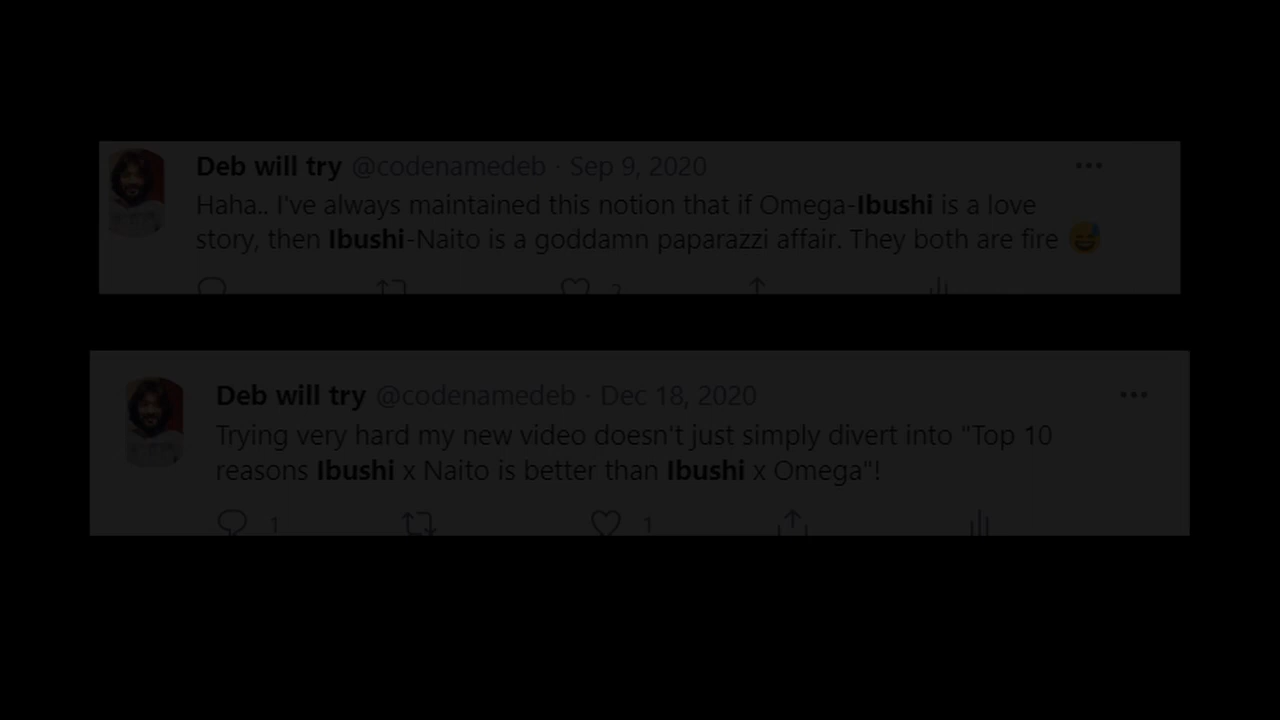 Deb will try @codenamedeb · Sep 9, 2020
Haha.. I've always maintained this notion that if Omega-Ibushi is a love
story, then Ibushi-Naito is a goddamn paparazzi affair. They both are fire 😅
Deb will try @codenamedeb · Dec 18, 2020
Trying very hard my new video doesn't just simply divert into "Top 10
reasons Ibushi x Naito is better than Ibushi x Omega"!
1 1